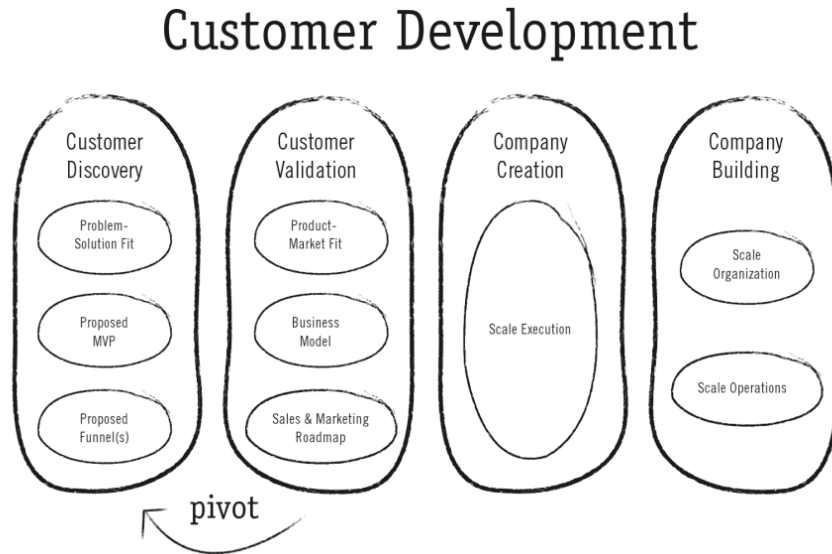 Customer Development
Customer
Discovery
Problem-
Solution Fit
Proposed
MVP
Proposed
Funnel(s)
Customer
Validation
Product-
Market Fit
Business
Model
Sales & Marketing
Roadmap
Company
Creation
Scale Execution
Company
Building
Scale
Organization
Scale Operations
pivot